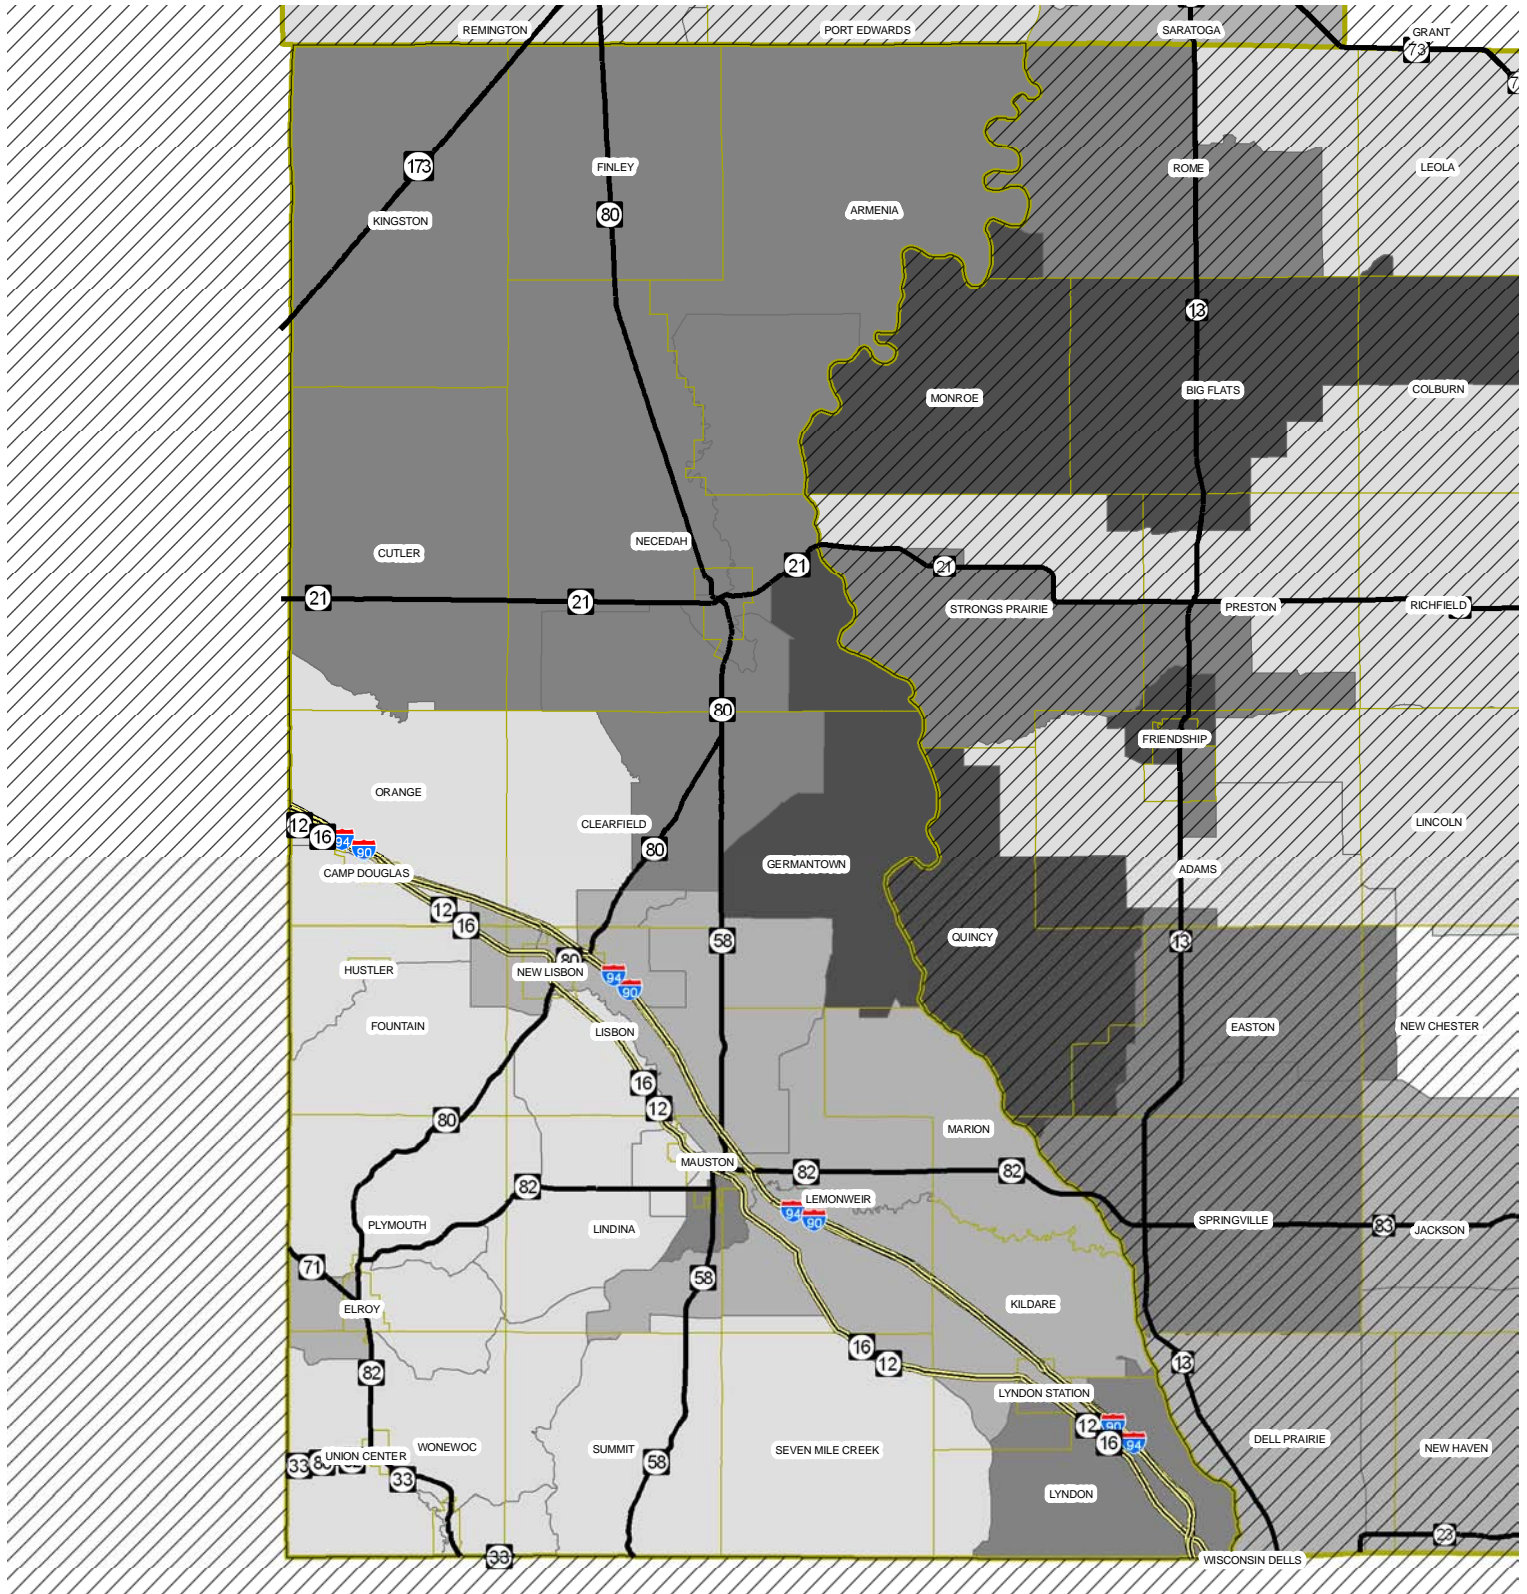 REMINGTON
PORT EDWARDS
SARATOGA
GRANT
73
173
FINLEY
ROME
LEOLA
80
ARMENIA
KINGSTON
13
MONROE
BIG FLATS
COLBURN
NECEDAH
CUTLER
21
21
21
21
STRONGS PRAIRIE
PRESTON
RICHFIELD
80
FRIENDSHIP
ORANGE
CLEARFIELD
LINCOLN
12
16
94
90
80
GERMANTOWN
CAMP DOUGLAS
ADAMS
12
16
58
QUINCY
13
80
HUSTLER
NEW LISBON
94
90
FOUNTAIN
LISBON
EASTON
NEW CHESTER
16
12
80
MARION
MAUSTON
82
82
82
LEMONWEIR
94
90
PLYMOUTH
LINDINA
SPRINGVILLE
83
JACKSON
71
58
ELROY
KILDARE
16
12
13
82
LYNDON STATION
12
90
16
94
UNION CENTER
WONEWOC
SUMMIT
SEVEN MILE CREEK
DELL PRAIRIE
NEW HAVEN
33
33
58
LYNDON
23
33
WISCONSIN DELLS